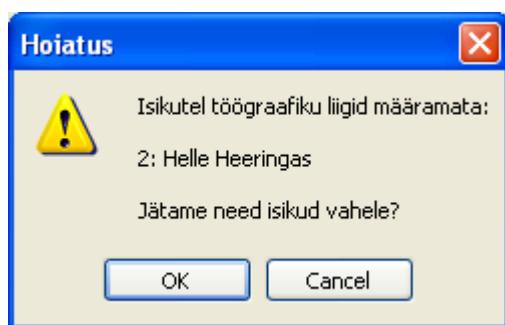 Hoiatus
Isikutel töögraafiku liigid määramata:
2: Helle Heeringas
Jätame need isikud vahele?
OK Cancel